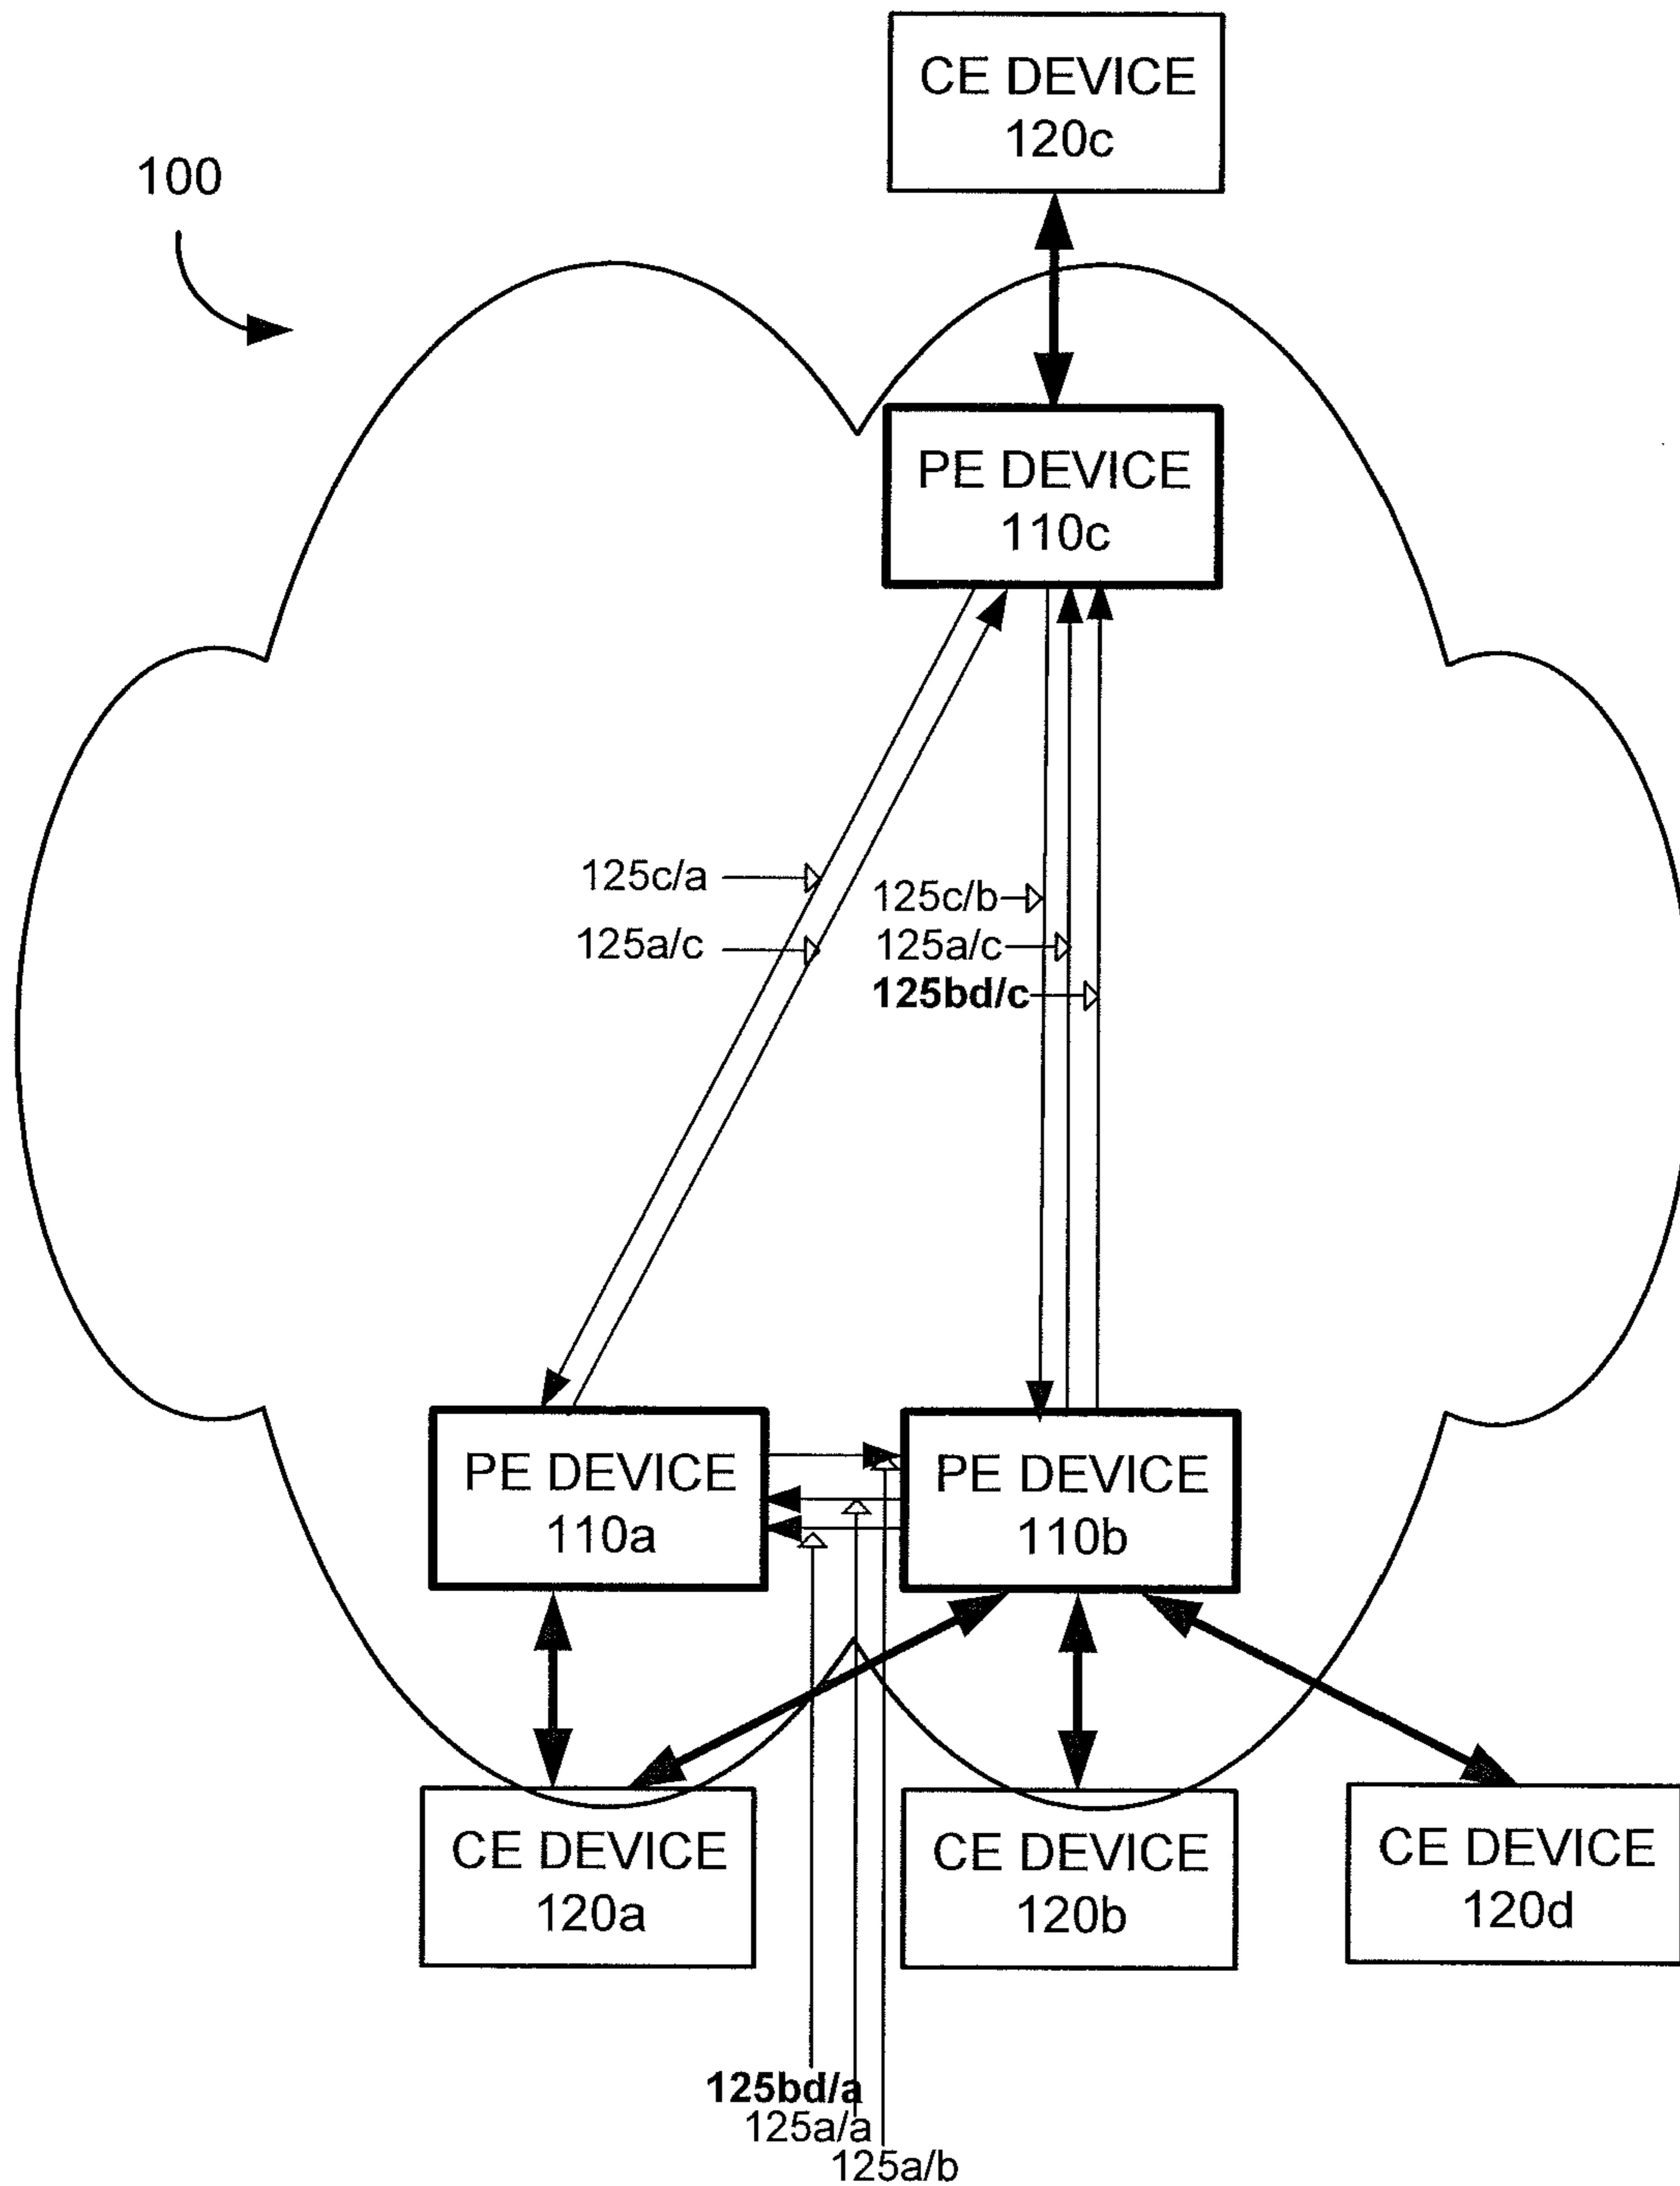 CE DEVICE
120c
100
PE DEVICE
110c
125c/a
125c/b
125a/c
125a/c
125bd/c
PE DEVICE
110a
PE DEVICE
110b
CE DEVICE
120a
CE DEVICE
120b
CE DEVICE
120d
125bd/a
125a/a
125a/b